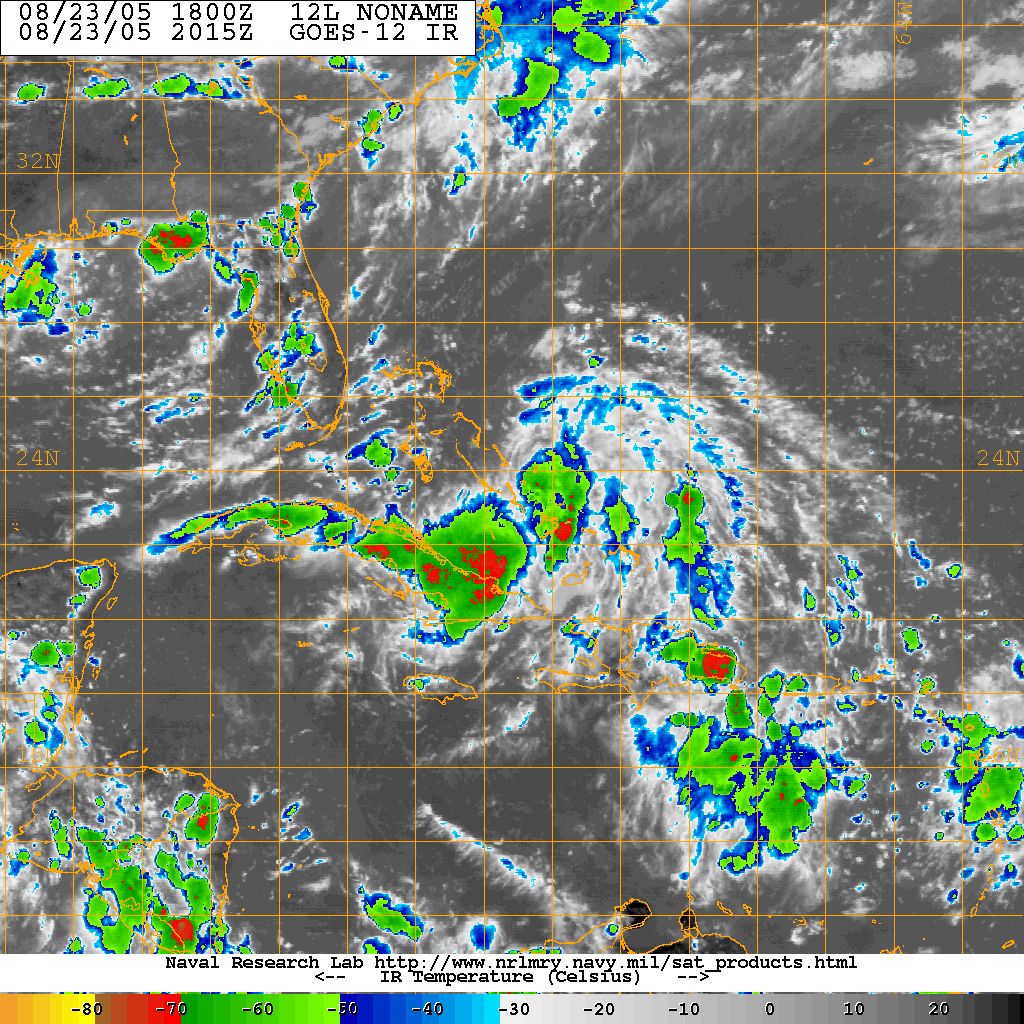 08/23/05 1800Z 12L NONAME
08/23/05 2015Z GOES-12 IR
64W
32N
24N 24N
Naval Research Lab http://www.nrlmry.navy.mil/sat_products.html
<-- IR Temperature (Celsius) -->
-80 -70 -60 -50 -40 -30 -20 -10 0 10 20